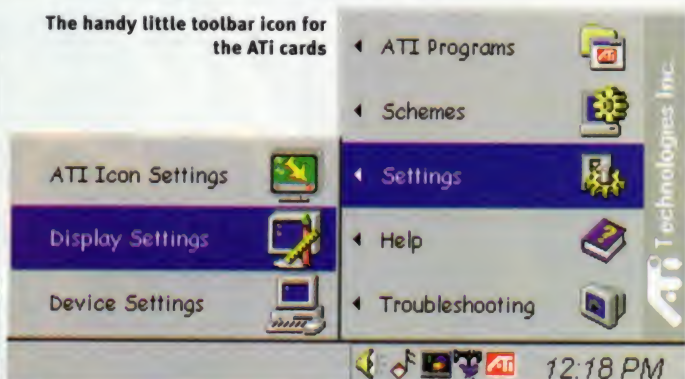 The handy little toolbar icon for
the ATi cards
ATI Programs
Schemes
Settings
Help
Troubleshooting
ATI Icon Settings
Display Settings
Device Settings
ATi Technologies Inc.
ATi
12:18 PM